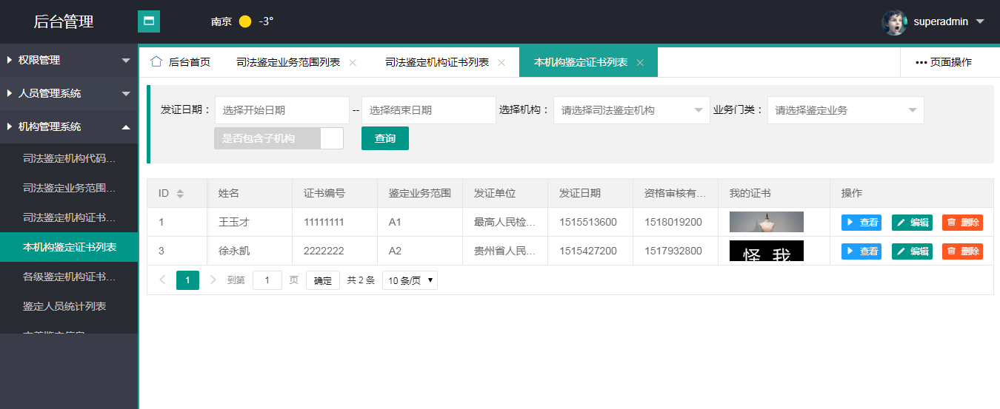 后台管理
南京 -3°
superadmin
权限管理
人员管理系统
机构管理系统
司法鉴定机构代码...
司法鉴定业务范围...
司法鉴定机构证书...
本机构鉴定证书列表
各级鉴定机构证书...
鉴定人员统计列表
后台首页 司法鉴定业务范围列表 司法鉴定机构证书列表 本机构鉴定证书列表 ••• 页面操作
发证日期： 选择开始日期 -- 选择结束日期 选择机构： 请选择司法鉴定机构 业务门类： 请选择鉴定业务
是否包含子机构 查询
ID 姓名 证书编号 鉴定业务范围 发证单位 发证日期 资格审核有... 我的证书 操作
1 王玉才 11111111 A1 最高人民检... 1515513600 1518019200 查看 编辑 删除
3 徐永凯 2222222 A2 贵州省人民... 1515427200 1517932800 怪 我 查看 编辑 删除
1 到第 1 页 确定 共 2 条 10 条/页